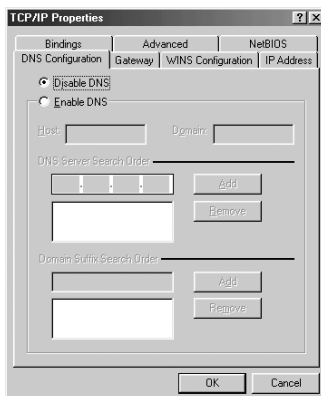 TCP/IP Properties
Bindings Advanced NetBIOS
DNS Configuration Gateway WINS Configuration IP Address
Disable DNS
Enable DNS
Host: Domain:
DNS Server Search Order
Add
Remove
Domain Suffix Search Order
Add
Remove
OK Cancel